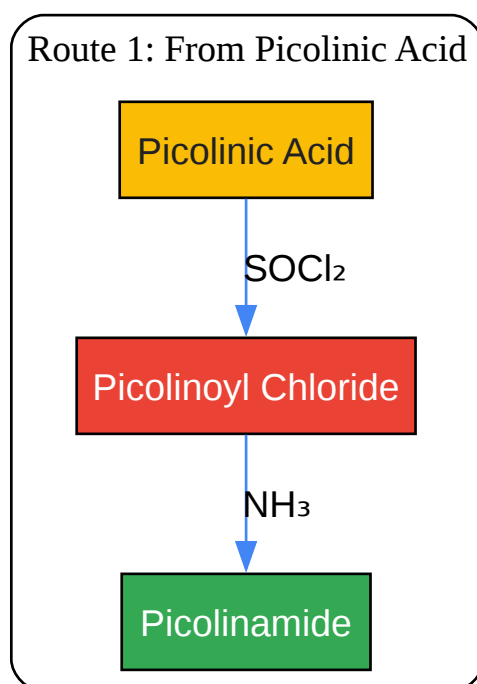 Route 1: From Picolinic Acid
Picolinic Acid
SOCl₂
Picolinoyl Chloride
NH₃
Picolinamide